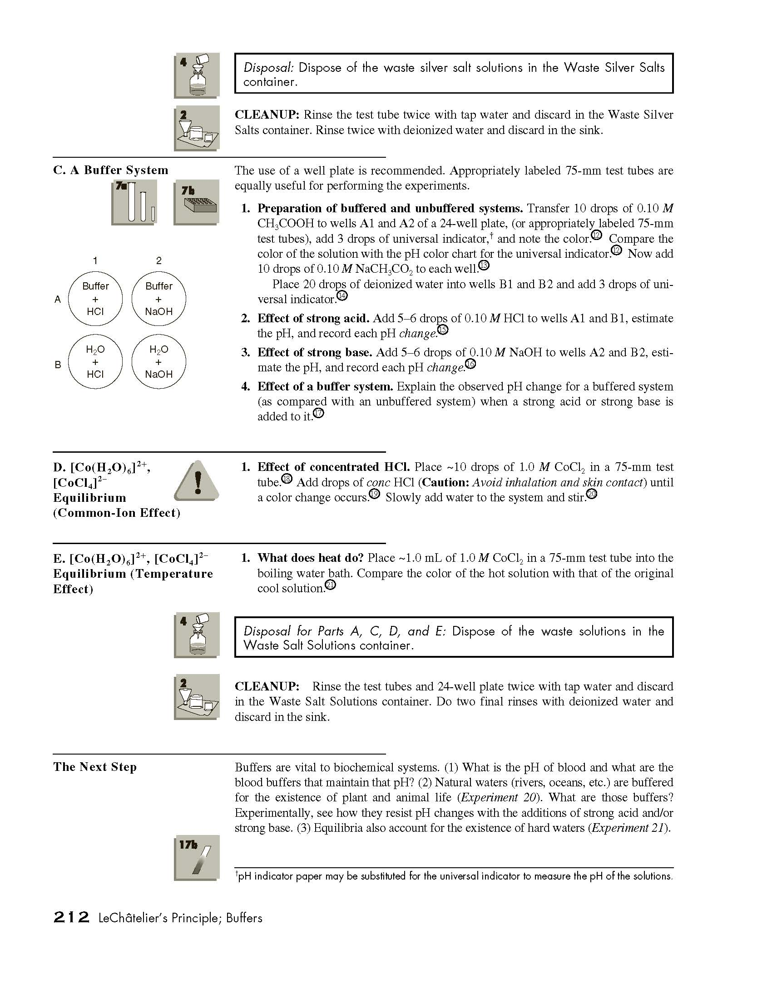 4
Disposal: Dispose of the waste silver salt solutions in the Waste Silver Salts
container.
2
CLEANUP: Rinse the test tube twice with tap water and discard in the Waste Silver
Salts container. Rinse twice with deionized water and discard in the sink.
C. A Buffer System
7a
7b
The use of a well plate is recommended. Appropriately labeled 75-mm test tubes are
equally useful for performing the experiments.
1. Preparation of buffered and unbuffered systems. Transfer 10 drops of 0.10 M
CH₃COOH to wells A1 and A2 of a 24-well plate, (or appropriately labeled 75-mm
test tubes), add 3 drops of universal indicator,† and note the color.⑫ Compare the
color of the solution with the pH color chart for the universal indicator.⑫ Now add
10 drops of 0.10 M NaCH₃CO₂ to each well.⑬
Place 20 drops of deionized water into wells B1 and B2 and add 3 drops of uni-
versal indicator.⑭
2. Effect of strong acid. Add 5–6 drops of 0.10 M HCl to wells A1 and B1, estimate
the pH, and record each pH change.⑮
3. Effect of strong base. Add 5–6 drops of 0.10 M NaOH to wells A2 and B2, esti-
mate the pH, and record each pH change.⑯
4. Effect of a buffer system. Explain the observed pH change for a buffered system
(as compared with an unbuffered system) when a strong acid or strong base is
added to it.⑰
1 2
A
Buffer
+
HCl
Buffer
+
NaOH
B
H₂O
+
HCl
H₂O
+
NaOH
D. [Co(H₂O)₆]²⁺,
[CoCl₄]²⁻
Equilibrium
(Common-Ion Effect)
!
1. Effect of concentrated HCl. Place ~10 drops of 1.0 M CoCl₂ in a 75-mm test
tube.⑱ Add drops of conc HCl (Caution: Avoid inhalation and skin contact) until
a color change occurs.⑲ Slowly add water to the system and stir.⑳
E. [Co(H₂O)₆]²⁺, [CoCl₄]²⁻
Equilibrium (Temperature
Effect)
1. What does heat do? Place ~1.0 mL of 1.0 M CoCl₂ in a 75-mm test tube into the
boiling water bath. Compare the color of the hot solution with that of the original
cool solution.㉑
4
Disposal for Parts A, C, D, and E: Dispose of the waste solutions in the
Waste Salt Solutions container.
2
CLEANUP: Rinse the test tubes and 24-well plate twice with tap water and discard
in the Waste Salt Solutions container. Do two final rinses with deionized water and
discard in the sink.
The Next Step
Buffers are vital to biochemical systems. (1) What is the pH of blood and what are the
blood buffers that maintain that pH? (2) Natural waters (rivers, oceans, etc.) are buffered
for the existence of plant and animal life (Experiment 20). What are those buffers?
Experimentally, see how they resist pH changes with the additions of strong acid and/or
strong base. (3) Equilibria also account for the existence of hard waters (Experiment 21).
17b
†pH indicator paper may be substituted for the universal indicator to measure the pH of the solutions.
212 LeChâtelier's Principle; Buffers